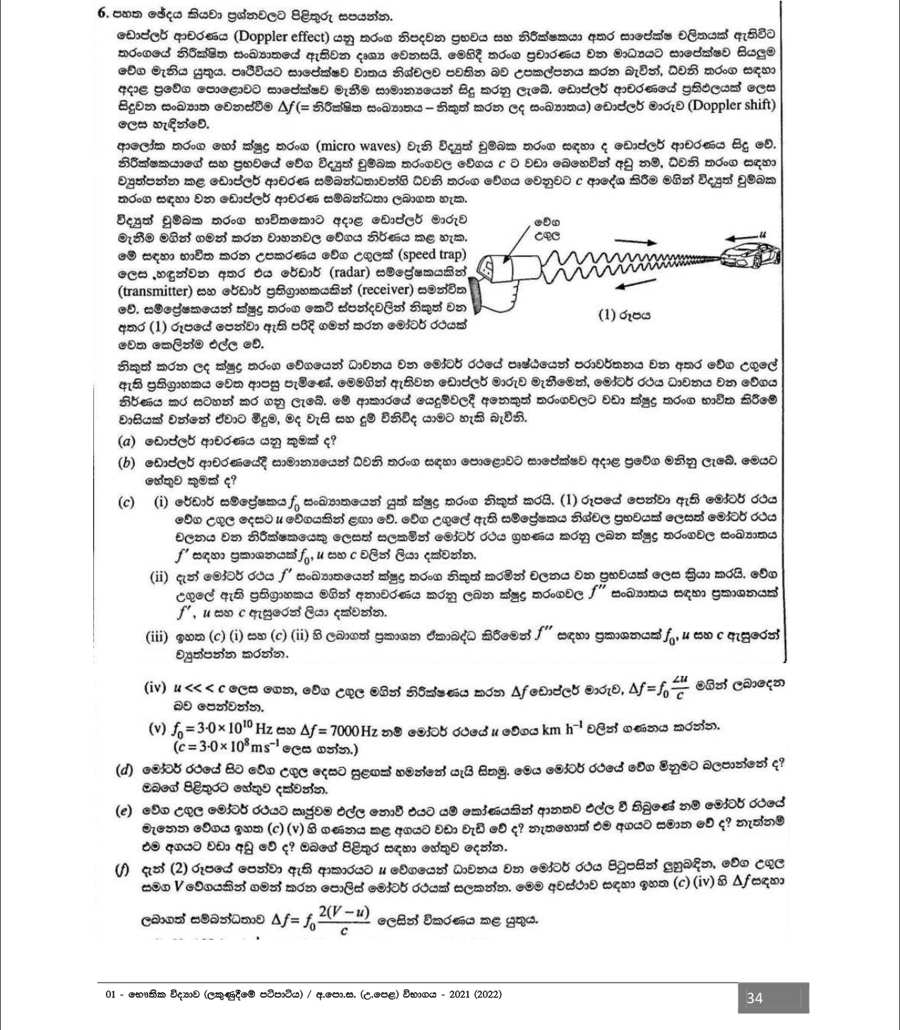 6. පහත ඡේදය කියවා ප්‍රශ්නවලට පිළිතුරු සපයන්න.
ඩොප්ලර් ආචරණය (Doppler effect) යනු තරංග නිපදවන ප්‍රභවය සහ නිරීක්ෂකයා අතර සාපේක්ෂ චලිතයක් ඇතිවිට
තරංගයේ නිරීක්ෂිත සංඛ්‍යාතයේ ඇතිවන දෘශ්‍ය වෙනසයි. මෙහිදී තරංග ප්‍රචාරණය වන මාධ්‍යයට සාපේක්ෂව සියලුම
වේග මැනිය යුතුය. පෘථිවියට සාපේක්ෂව වාතය නිශ්චලව පවතින බව උපකල්පනය කරන බැවින්, ධ්වනි තරංග සඳහා
අදාළ ප්‍රවේග පොළොවට සාපේක්ෂව මැනීම සාමාන්‍යයෙන් සිදු කරනු ලැබේ. ඩොප්ලර් ආචරණයේ ප්‍රතිඵලයක් ලෙස
සිදුවන සංඛ්‍යාත වෙනස්වීම Δf (= නිරීක්ෂිත සංඛ්‍යාතය – නිකුත් කරන ලද සංඛ්‍යාතය) ඩොප්ලර් මාරුව (Doppler shift)
ලෙස හැඳින්වේ.
ආලෝක තරංග හෝ ක්ෂුද්‍ර තරංග (micro waves) වැනි විද්‍යුත් චුම්බක තරංග සඳහා ද ඩොප්ලර් ආචරණය සිදු වේ.
නිරීක්ෂකයාගේ සහ ප්‍රභවයේ වේග විද්‍යුත් චුම්බක තරංගවල වේගය c ට වඩා බෙහෙවින් අඩු නම්, ධ්වනි තරංග සඳහා
ව්‍යුත්පන්න කළ ඩොප්ලර් ආචරණ සම්බන්ධතාවන්හි ධ්වනි තරංග වේගය වෙනුවට c ආදේශ කිරීම මගින් විද්‍යුත් චුම්බක
තරංග සඳහා වන ඩොප්ලර් ආචරණ සම්බන්ධතා ලබාගත හැක.
විද්‍යුත් චුම්බක තරංග භාවිතකොට අදාළ ඩොප්ලර් මාරුව
මැනීම මගින් ගමන් කරන වාහනවල වේගය නිර්ණය කළ හැක.
මේ සඳහා භාවිත කරන උපකරණය වේග උගුලක් (speed trap)
ලෙස හඳුන්වන අතර එය රේඩාර් (radar) සම්ප්‍රේෂකයකින්
(transmitter) සහ රේඩාර් ප්‍රතිග්‍රාහකයකින් (receiver) සමන්විත
වේ. සම්ප්‍රේෂකයෙන් ක්ෂුද්‍ර තරංග කෙටි ස්පන්දවලින් නිකුත් වන
අතර (1) රූපයේ පෙන්වා ඇති පරිදි ගමන් කරන මෝටර් රථයක්
වෙත කෙලින්ම එල්ල වේ.
වේග
උගුල
u
(1) රූපය
නිකුත් කරන ලද ක්ෂුද්‍ර තරංග වේගයෙන් ධාවනය වන මෝටර් රථයේ පෘෂ්ඨයෙන් පරාවර්තනය වන අතර වේග උගුලේ
ඇති ප්‍රතිග්‍රාහකය වෙත ආපසු පැමිණේ. මෙමගින් ඇතිවන ඩොප්ලර් මාරුව මැනීමෙන්, මෝටර් රථය ධාවනය වන වේගය
නිර්ණය කර සටහන් කර ගනු ලැබේ. මේ ආකාරයේ යෙදුම්වලදී අනෙකුත් තරංගවලට වඩා ක්ෂුද්‍ර තරංග භාවිත කිරීමේ
වාසියක් වන්නේ ඒවාට මීදුම, මද වැසි සහ දුම් විනිවිද යාමට හැකි බැවිනි.
(a) ඩොප්ලර් ආචරණය යනු කුමක් ද?
(b) ඩොප්ලර් ආචරණයේදී සාමාන්‍යයෙන් ධ්වනි තරංග සඳහා පොළොවට සාපේක්ෂව අදාළ ප්‍රවේග මනිනු ලැබේ. මෙයට
හේතුව කුමක් ද?
(c) (i) රේඩාර් සම්ප්‍රේෂකය f₀ සංඛ්‍යාතයෙන් යුත් ක්ෂුද්‍ර තරංග නිකුත් කරයි. (1) රූපයේ පෙන්වා ඇති මෝටර් රථය
වේග උගුල දෙසට u වේගයකින් ළඟා වේ. වේග උගුලේ ඇති සම්ප්‍රේෂකය නිශ්චල ප්‍රභවයක් ලෙසත් මෝටර් රථය
චලනය වන නිරීක්ෂකයෙකු ලෙසත් සලකමින් මෝටර් රථය ග්‍රහණය කරනු ලබන ක්ෂුද්‍ර තරංගවල සංඛ්‍යාතය
f′ සඳහා ප්‍රකාශනයක් f₀, u සහ c වලින් ලියා දක්වන්න.
(ii) දැන් මෝටර් රථය f′ සංඛ්‍යාතයෙන් ක්ෂුද්‍ර තරංග නිකුත් කරමින් චලනය වන ප්‍රභවයක් ලෙස ක්‍රියා කරයි. වේග
උගුලේ ඇති ප්‍රතිග්‍රාහකය මගින් අනාවරණය කරනු ලබන ක්ෂුද්‍ර තරංගවල f″ සංඛ්‍යාතය සඳහා ප්‍රකාශනයක්
f′, u සහ c ඇසුරෙන් ලියා දක්වන්න.
(iii) ඉහත (c) (i) සහ (c) (ii) හි ලබාගත් ප්‍රකාශන ඒකාබද්ධ කිරීමෙන් f″ සඳහා ප්‍රකාශනයක් f₀, u සහ c ඇසුරෙන්
ව්‍යුත්පන්න කරන්න.
(iv) u <<< c ලෙස ගෙන, වේග උගුල මගින් නිරීක්ෂණය කරන Δf ඩොප්ලර් මාරුව, Δf = f₀ 2u/c මගින් ලබාදෙන
බව පෙන්වන්න.
(v) f₀ = 3·0 × 10¹⁰ Hz සහ Δf = 7000 Hz නම් මෝටර් රථයේ u වේගය km h⁻¹ වලින් ගණනය කරන්න.
(c = 3·0 × 10⁸ m s⁻¹ ලෙස ගන්න.)
(d) මෝටර් රථයේ සිට වේග උගුල දෙසට සුළඟක් හමන්නේ යැයි සිතමු. මෙය මෝටර් රථයේ වේග මිනුමට බලපාන්නේ ද?
ඔබගේ පිළිතුරට හේතුව දක්වන්න.
(e) වේග උගුල මෝටර් රථයට සෘජුවම එල්ල නොවී එයට යම් කෝණයකින් ආනතව එල්ල වී තිබුණේ නම් මෝටර් රථයේ
මැනෙන වේගය ඉහත (c) (v) හි ගණනය කළ අගයට වඩා වැඩි වේ ද? නැතහොත් එම අගයට සමාන වේ ද? නැත්නම්
එම අගයට වඩා අඩු වේ ද? ඔබගේ පිළිතුර සඳහා හේතුව දෙන්න.
(f) දැන් (2) රූපයේ පෙන්වා ඇති ආකාරයට u වේගයෙන් ධාවනය වන මෝටර් රථය පිටුපසින් ලුහුබඳින, වේග උගුල
සමග V වේගයකින් ගමන් කරන පොලිස් මෝටර් රථයක් සලකන්න. මෙම අවස්ථාව සඳහා ඉහත (c) (iv) හි Δf සඳහා
ලබාගත් සම්බන්ධතාව Δf = f₀ 2(V – u)/c ලෙසින් විකරණය කළ යුතුය.
01 - භෞතික විද්‍යාව (ලකුණුදීමේ පටිපාටිය) / අ.පො.ස. (උ.පෙළ) විභාගය - 2021 (2022)
34